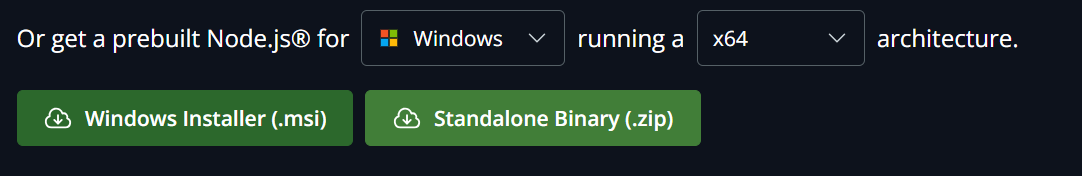 Or get a prebuilt Node.js® for Windows running a x64 architecture.
Windows Installer (.msi) Standalone Binary (.zip)